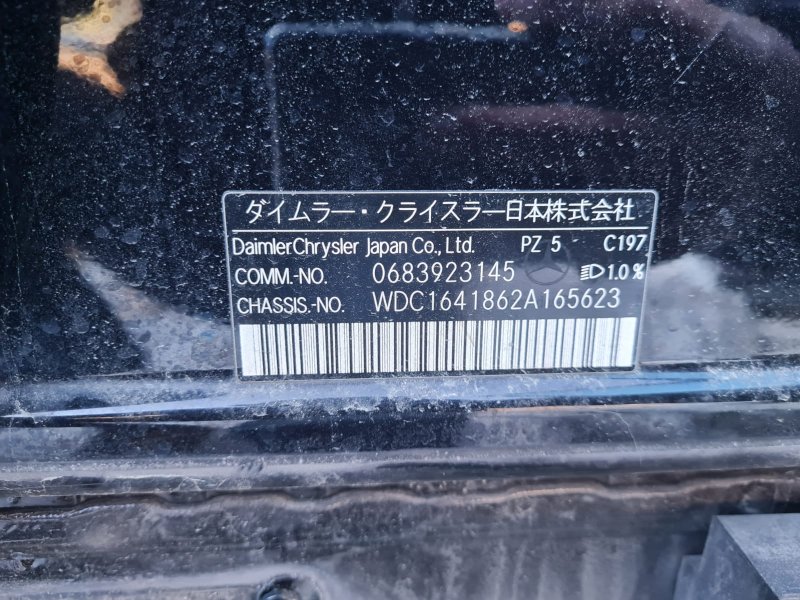 ダイムラー・クライスラー日本株式会社
DaimlerChrysler Japan Co., Ltd. PZ 5 C197
COMM.-NO. 0683923145 1.0%
CHASSIS.-NO. WDC1641862A165623